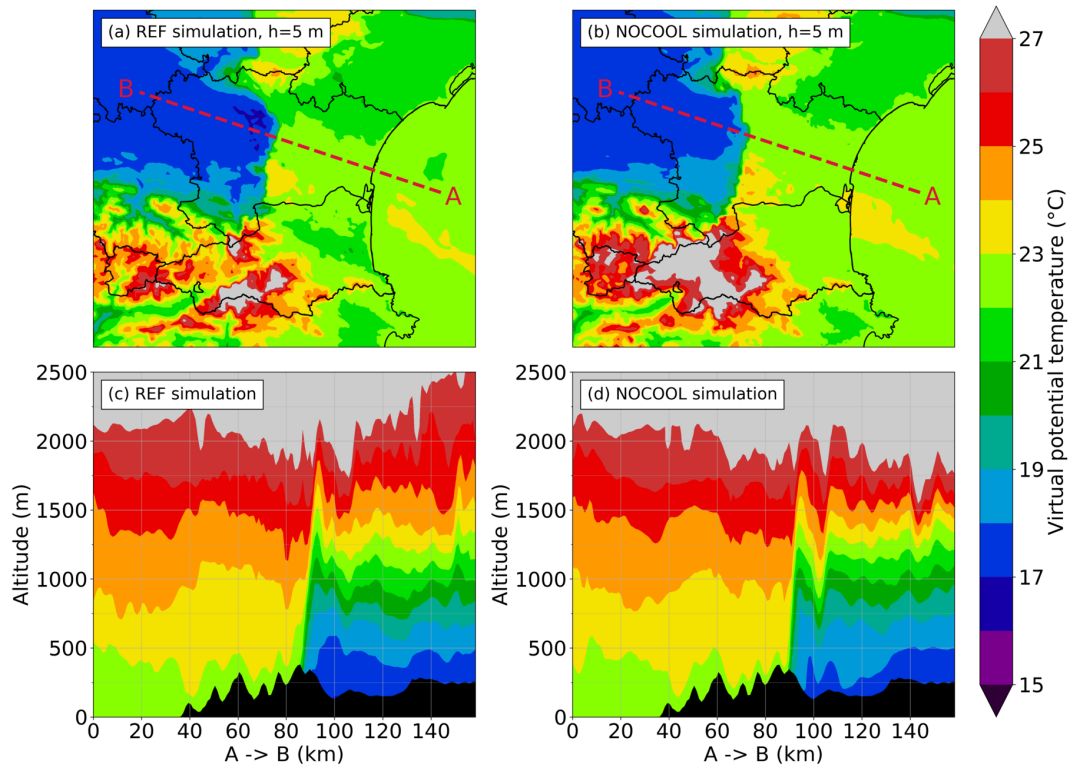 (a) REF simulation, h=5 m
(b) NOCOOL simulation, h=5 m
B
A
B
A
(c) REF simulation
(d) NOCOOL simulation
2500
2000
1500
1000
500
0
Altitude (m)
0 20 40 60 80 100 120 140
A -> B (km)
2500
2000
1500
1000
500
0
Altitude (m)
0 20 40 60 80 100 120 140
A -> B (km)
27
25
23
21
19
17
15
Virtual potential temperature (°C)